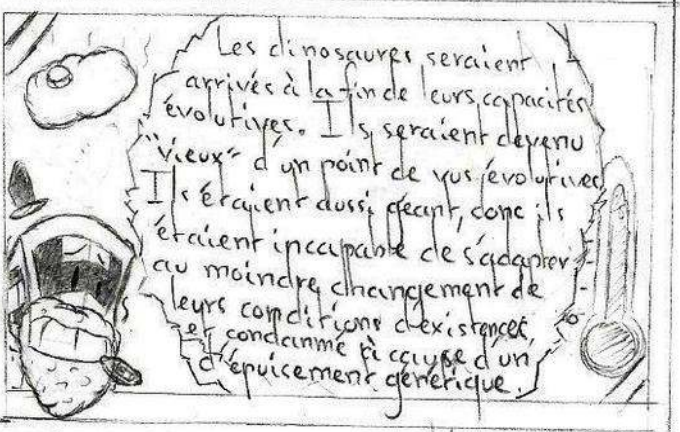 Les dinosaures seraient
arrivés à la fin de leurs capacités
évolutives. Ils seraient devenu
"vieux" d'un point de vus évolutives
Ils étaient aussi géant, donc ils
étaient incapable de s'adapter
au moindre changement de
leurs conditions d'existences
et condamné à cause d'un
d'épuicement génétique.